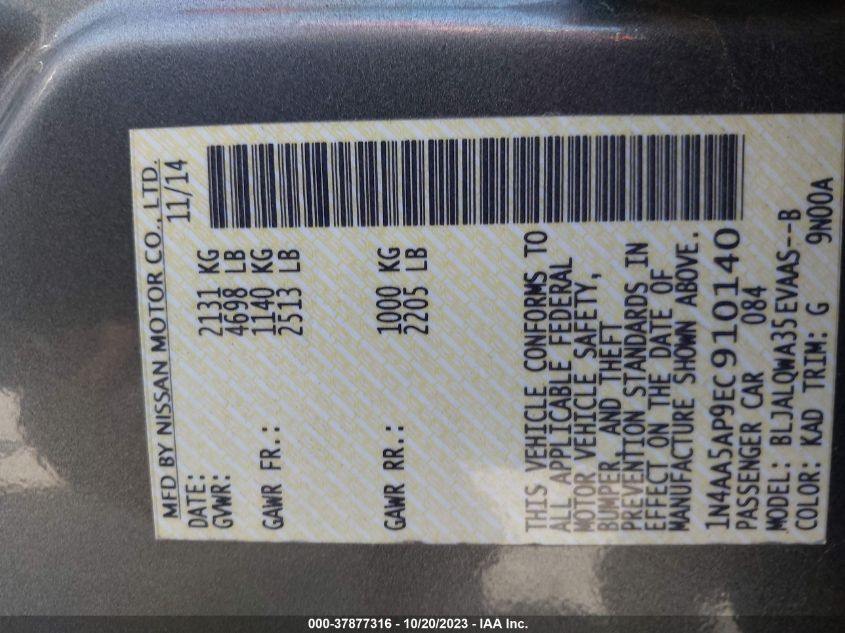 MFD BY NISSAN MOTOR CO., LTD.
DATE: 11/14
GVWR: 2131 KG
4698 LB
GAWR FR.: 1140 KG
2513 LB
GAWR RR.: 1000 KG
2205 LB
THIS VEHICLE CONFORMS TO
ALL APPLICABLE FEDERAL
MOTOR VEHICLE SAFETY,
BUMPER, AND THEFT
PREVENTION STANDARDS IN
EFFECT ON THE DATE OF
MANUFACTURE SHOWN ABOVE.
1N4AA5AP9EC910140
PASSENGER CAR 084
MODEL: BLJALQWA35EVAAS--B
COLOR: KAD TRIM: G 9N00A
000-37877316 - 10/20/2023 - IAA Inc.